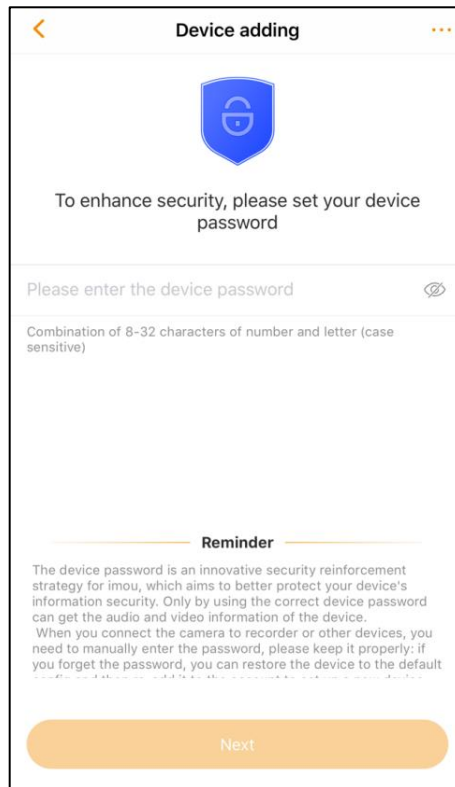 Device adding
To enhance security, please set your device
password
Please enter the device password
Combination of 8-32 characters of number and letter (case
sensitive)
Reminder
The device password is an innovative security reinforcement
strategy for imou, which aims to better protect your device's
information security. Only by using the correct device password
can get the audio and video information of the device.
When you connect the camera to recorder or other devices, you
need to manually enter the password, please keep it properly: if
you forget the password, you can restore the device to the default
Next